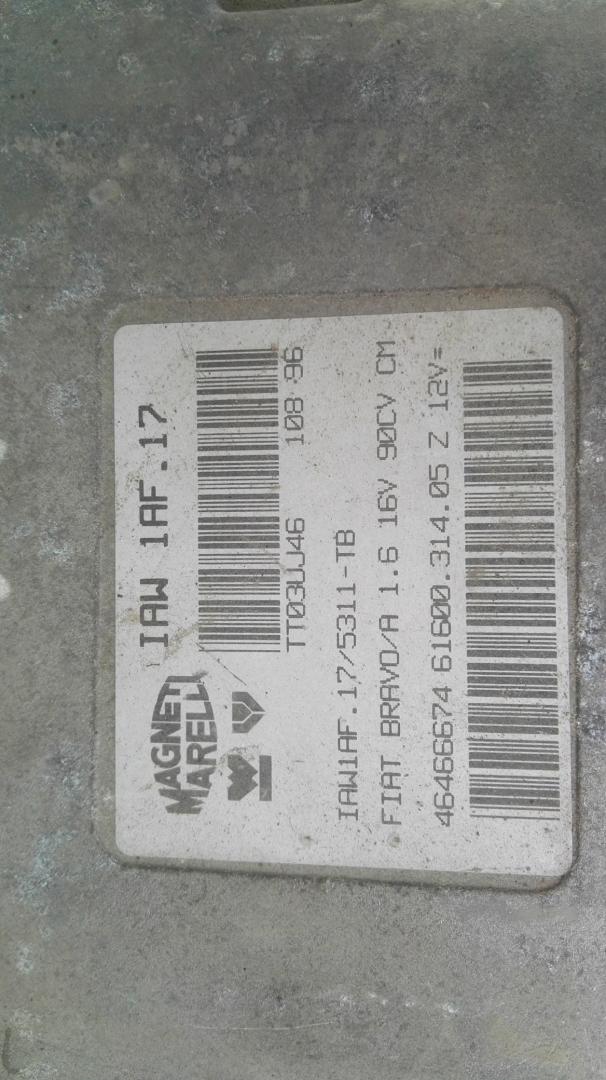 MAGNETI
MARELLI
IAW 1AF.17
TT03UJ46 108 96
IAW1AF.17/5311-TB
FIAT BRAVO/A 1.6 16V 90CV CM
46466674 61600.314.05 Z 12V=